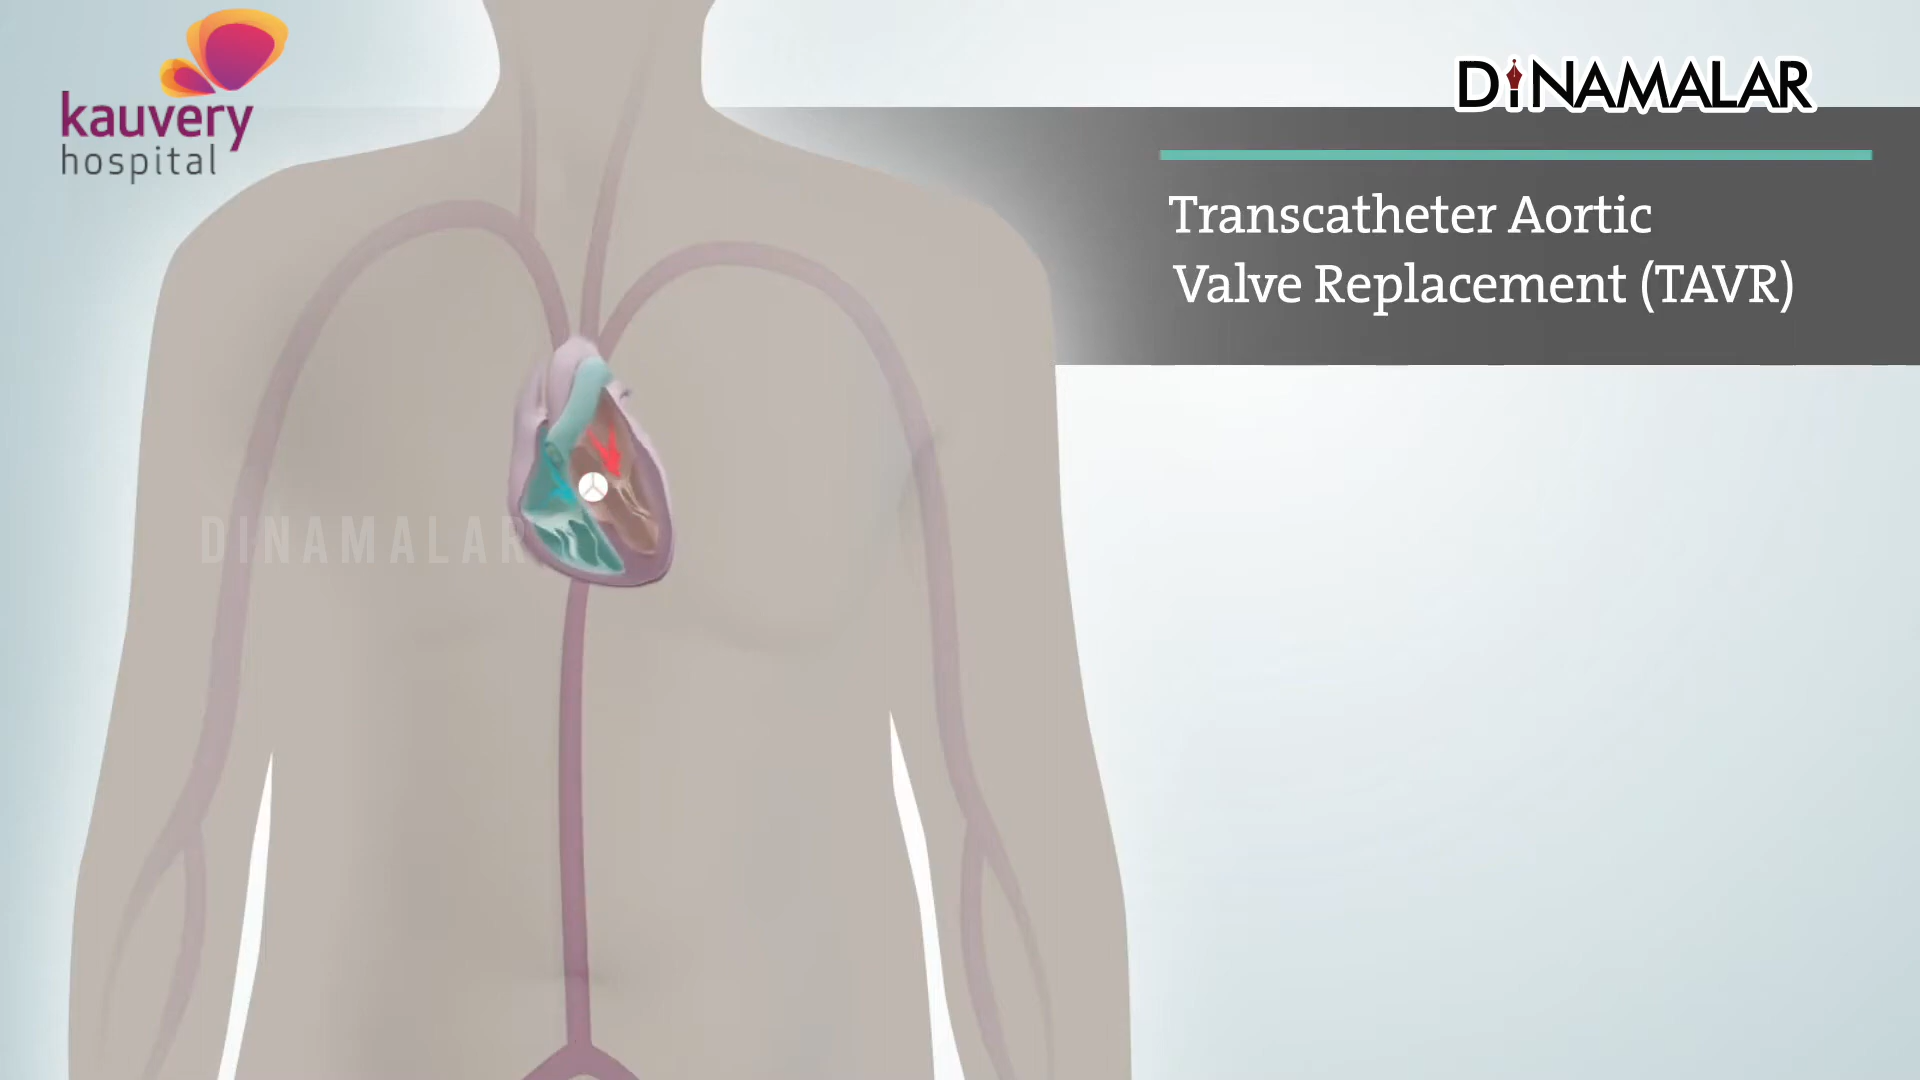 kauvery
hospital
DINAMALAR
Transcatheter Aortic
Valve Replacement (TAVR)
DINAMALAR